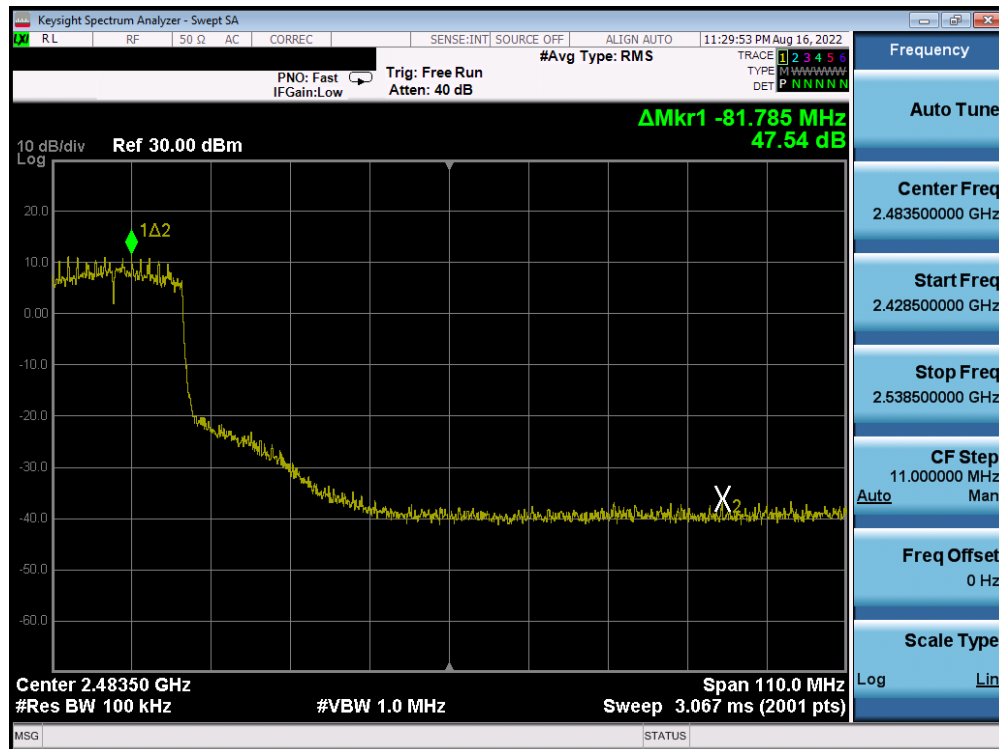 Keysight Spectrum Analyzer - Swept SA
LXI RL RF 50 Ω AC CORREC SENSE:INT SOURCE OFF ALIGN AUTO 11:29:53 PM Aug 16, 2022
#Avg Type: RMS
TRACE 1 2 3 4 5 6
PNO: Fast Trig: Free Run
TYPE M WWWWW
IFGain:Low Atten: 40 dB
DET P N N N N N
ΔMkr1 -81.785 MHz
47.54 dB
10 dB/div Ref 30.00 dBm
Log
20.0
1Δ2
10.0
0.00
-10.0
-20.0
-30.0
X2
-40.0
-50.0
-60.0
Center 2.48350 GHz Span 110.0 MHz
#Res BW 100 kHz #VBW 1.0 MHz Sweep 3.067 ms (2001 pts)
MSG STATUS
Frequency
Auto Tune
Center Freq
2.483500000 GHz
Start Freq
2.428500000 GHz
Stop Freq
2.538500000 GHz
CF Step
11.000000 MHz
Auto Man
Freq Offset
0 Hz
Scale Type
Log Lin